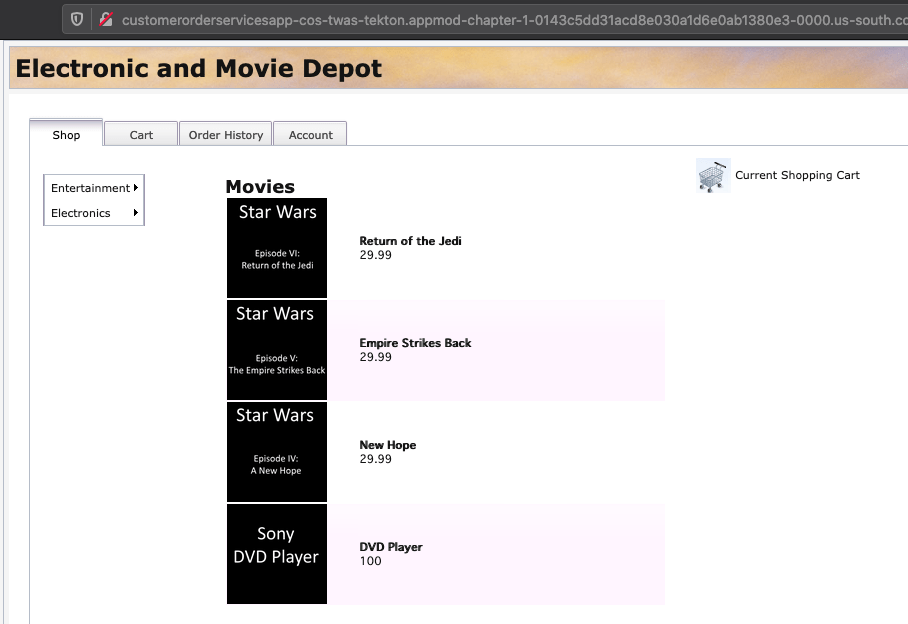 customerorderservicesapp-cos-twas-tekton.appmod-chapter-1-0143c5dd31acd8e030a1d6e0ab1380e3-0000.us-south.co
Electronic and Movie Depot
Shop
Cart
Order History
Account
Entertainment
Electronics
Current Shopping Cart
Movies
Star Wars
Episode VI:
Return of the Jedi
Return of the Jedi
29.99
Star Wars
Episode V:
The Empire Strikes Back
Empire Strikes Back
29.99
Star Wars
Episode IV:
A New Hope
New Hope
29.99
Sony
DVD Player
DVD Player
100